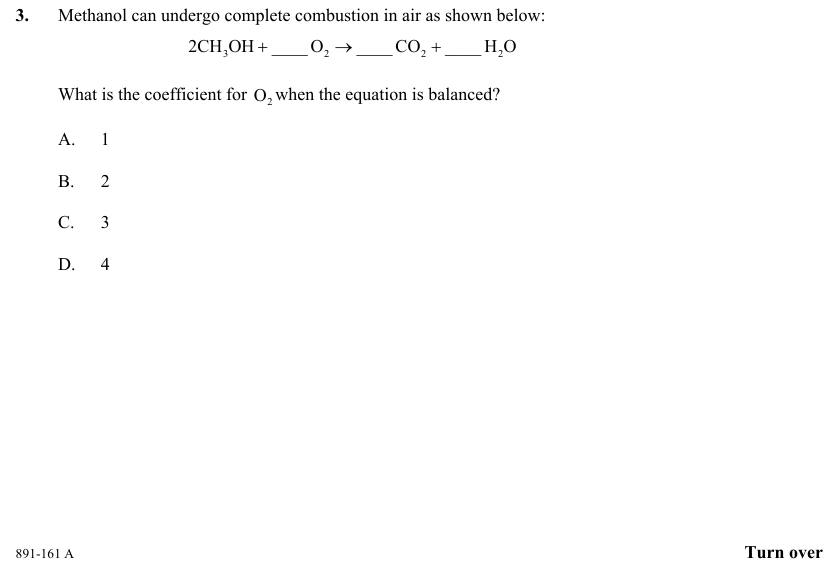 3. Methanol can undergo complete combustion in air as shown below:
2CH₃OH + ____ O₂ → ____ CO₂ + ____ H₂O
What is the coefficient for O₂ when the equation is balanced?
A. 1
B. 2
C. 3
D. 4
891-161 A Turn over